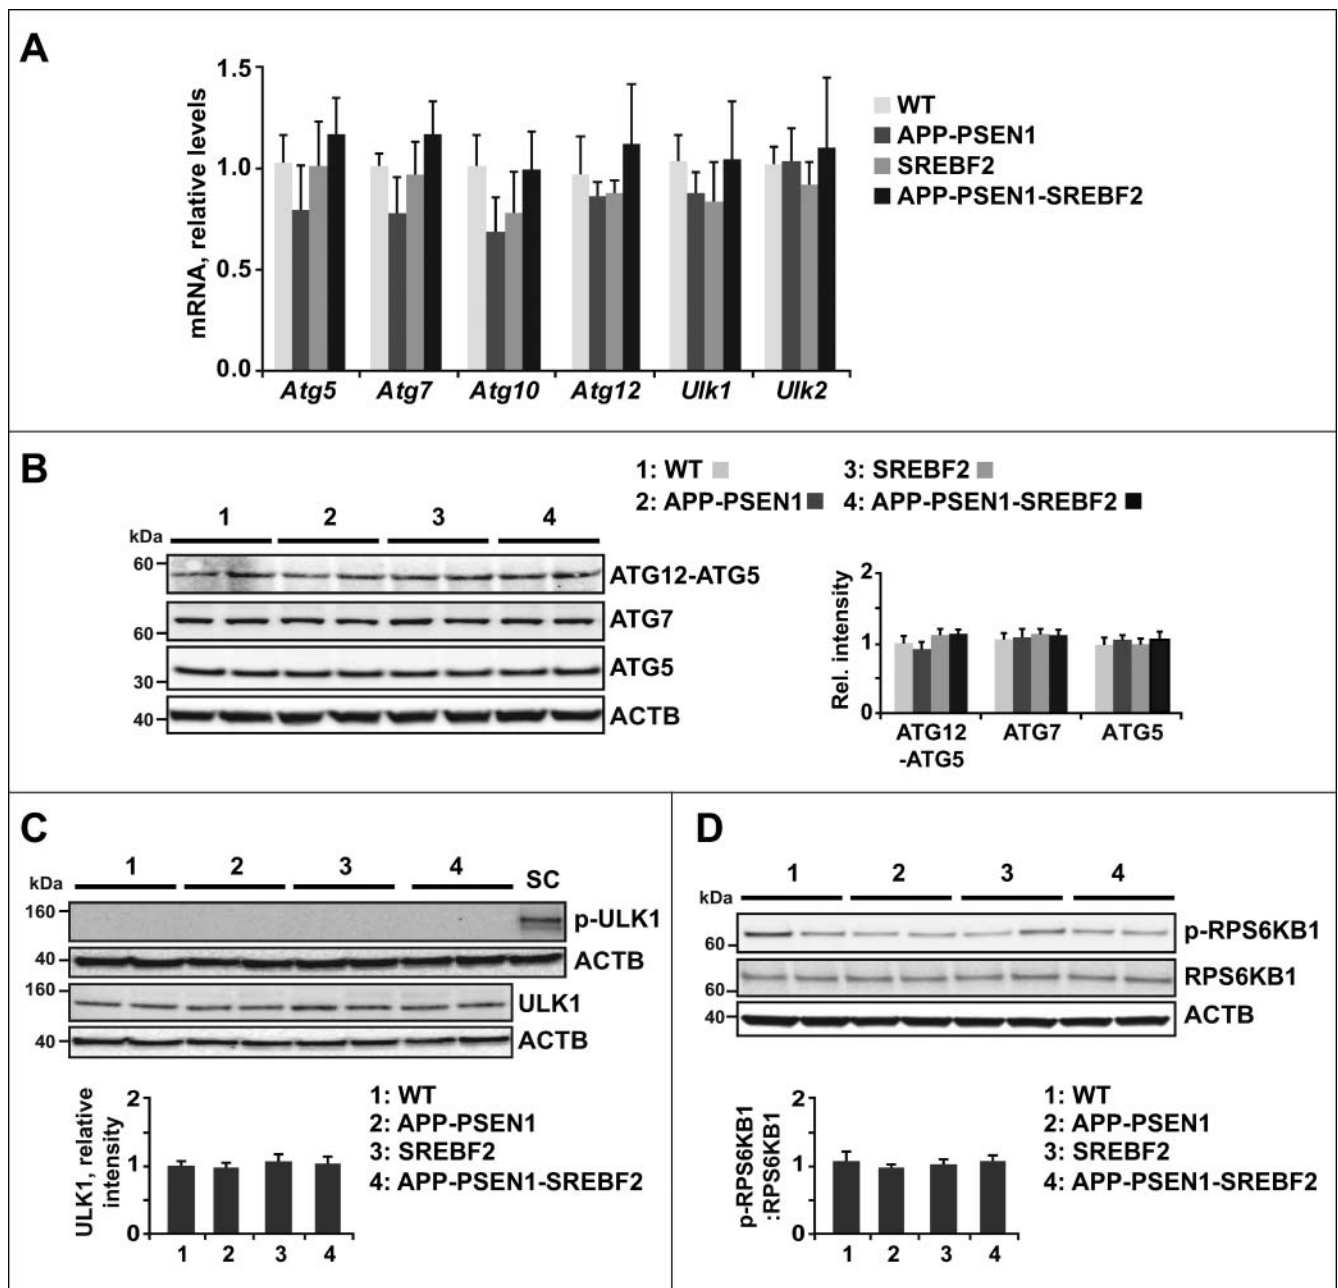 A
mRNA, relative levels
1.5
1.0
0.5
0.0
Atg5 Atg7 Atg10 Atg12 Ulk1 Ulk2
WT
APP-PSEN1
SREBF2
APP-PSEN1-SREBF2
B
1: WT 3: SREBF2
2: APP-PSEN1 4: APP-PSEN1-SREBF2
1 2 3 4
kDa
60 ATG12-ATG5
ATG7
60
ATG5
30
40 ACTB
Rel. intensity
2
1
0
ATG12 ATG7 ATG5
-ATG5
C
1 2 3 4 SC
kDa
160 p-ULK1
40 ACTB
160 ULK1
40 ACTB
ULK1, relative
intensity
2
1
0
1 2 3 4
1: WT
2: APP-PSEN1
3: SREBF2
4: APP-PSEN1-SREBF2
D
1 2 3 4
kDa
p-RPS6KB1
60
RPS6KB1
60
40 ACTB
p-RPS6KB1
:RPS6KB1
2
1
0
1 2 3 4
1: WT
2: APP-PSEN1
3: SREBF2
4: APP-PSEN1-SREBF2